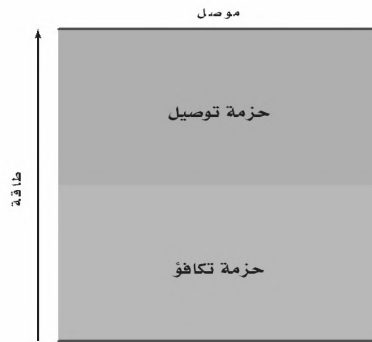 موصل
حزمة توصيل
طاقة
حزمة تكافؤ